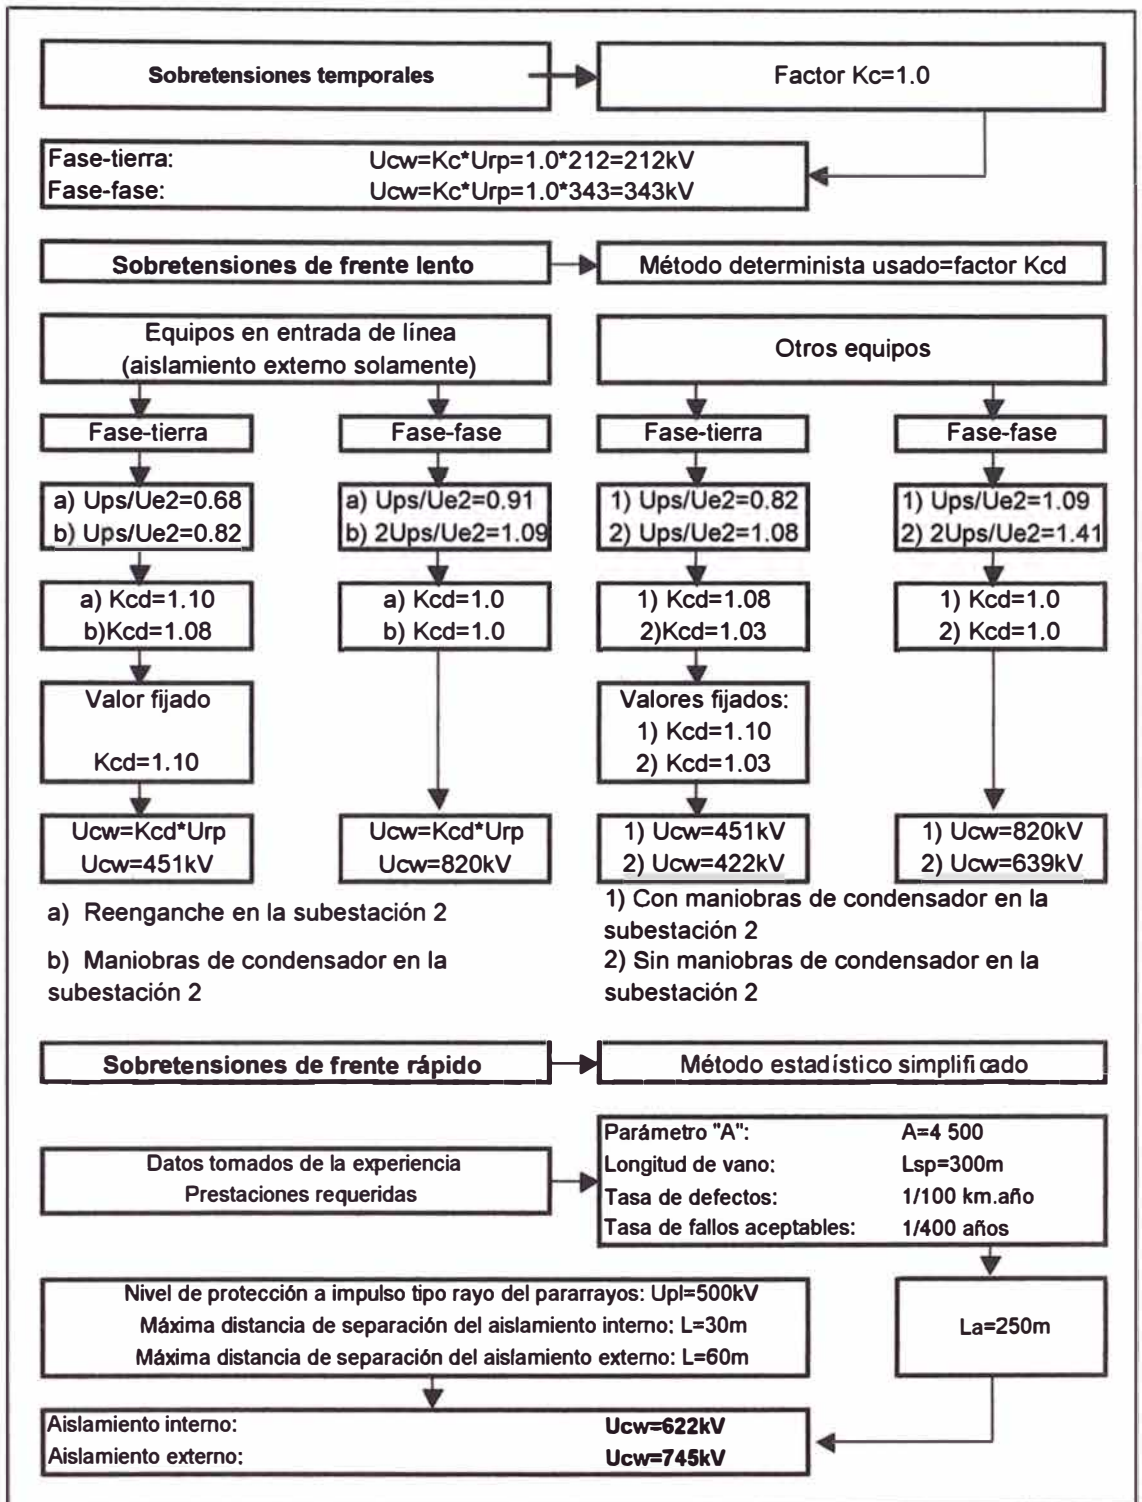 Sobretensiones temporales
Factor Kc=1.0
Fase-tierra: Ucw=Kc*Urp=1.0*212=212kV
Fase-fase: Ucw=Kc*Urp=1.0*343=343kV
Sobretensiones de frente lento
Método determinista usado=factor Kcd
Equipos en entrada de línea
(aislamiento externo solamente)
Otros equipos
Fase-tierra
Fase-fase
Fase-tierra
Fase-fase
a) Ups/Ue2=0.68
b) Ups/Ue2=0.82
a) Ups/Ue2=0.91
b) 2Ups/Ue2=1.09
1) Ups/Ue2=0.82
2) Ups/Ue2=1.08
1) Ups/Ue2=1.09
2) 2Ups/Ue2=1.41
a) Kcd=1.10
b)Kcd=1.08
a) Kcd=1.0
b) Kcd=1.0
1) Kcd=1.08
2)Kcd=1.03
1) Kcd=1.0
2) Kcd=1.0
Valor fijado
Kcd=1.10
Valores fijados:
1) Kcd=1.10
2) Kcd=1.03
Ucw=Kcd*Urp
Ucw=451kV
Ucw=Kcd*Urp
Ucw=820kV
1) Ucw=451kV
2) Ucw=422kV
1) Ucw=820kV
2) Ucw=639kV
a) Reenganche en la subestación 2
b) Maniobras de condensador en la
subestación 2
1) Con maniobras de condensador en la
subestación 2
2) Sin maniobras de condensador en la
subestación 2
Sobretensiones de frente rápido
Método estadístico simplificado
Datos tomados de la experiencia
Prestaciones requeridas
Parámetro "A": A=4 500
Longitud de vano: Lsp=300m
Tasa de defectos: 1/100 km.año
Tasa de fallos aceptables: 1/400 años
Nivel de protección a impulso tipo rayo del pararrayos: Upl=500kV
Máxima distancia de separación del aislamiento interno: L=30m
Máxima distancia de separación del aislamiento externo: L=60m
La=250m
Aislamiento interno: Ucw=622kV
Aislamiento externo: Ucw=745kV